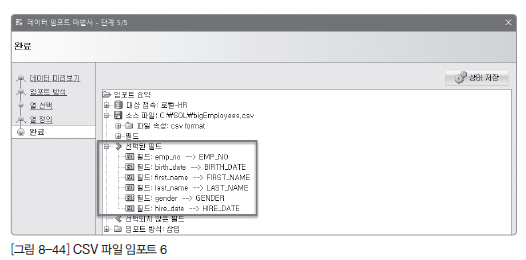 데이터 임포트 마법사 - 단계 5/5
완료
상태 저장
데이터 미리보기
임포트 방식
열 선택
열 정의
완료
임포트 요약
대상 접속: 로컬-HR
소스 파일: C:₩SQL₩bigEmployees.csv
파일 속성: csv format
필드
선택된 필드
필드: emp_no --> EMP_NO
필드: birth_date --> BIRTH_DATE
필드: first_name --> FIRST_NAME
필드: last_name --> LAST_NAME
필드: gender --> GENDER
필드: hire_date --> HIRE_DATE
선택되지 않은 필드
임포트 방식: 삽입
[그림 8-44] CSV 파일 임포트 6